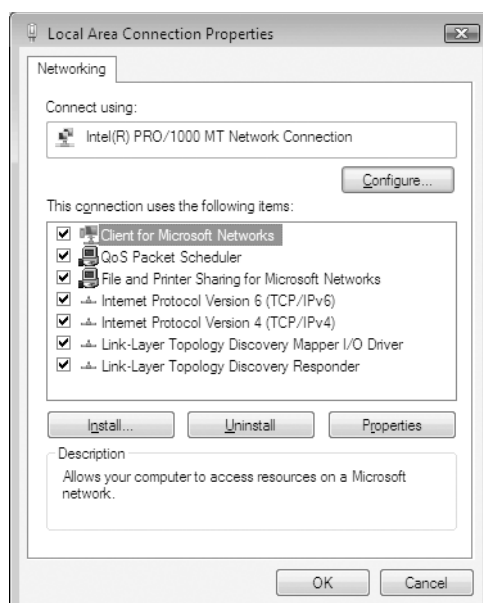 Local Area Connection Properties
Networking
Connect using:
Intel(R) PRO/1000 MT Network Connection
Configure...
This connection uses the following items:
Client for Microsoft Networks
QoS Packet Scheduler
File and Printer Sharing for Microsoft Networks
Internet Protocol Version 6 (TCP/IPv6)
Internet Protocol Version 4 (TCP/IPv4)
Link-Layer Topology Discovery Mapper I/O Driver
Link-Layer Topology Discovery Responder
Install...
Uninstall
Properties
Description
Allows your computer to access resources on a Microsoft
network.
OK
Cancel